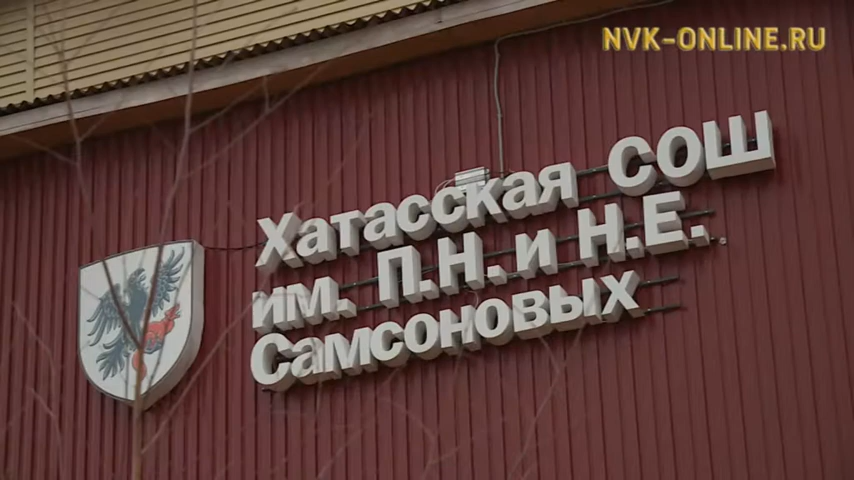 NVK-ONLINE.RU
Хатасская СОШ
им. П.Н. и Н.Е.
Самсоновых